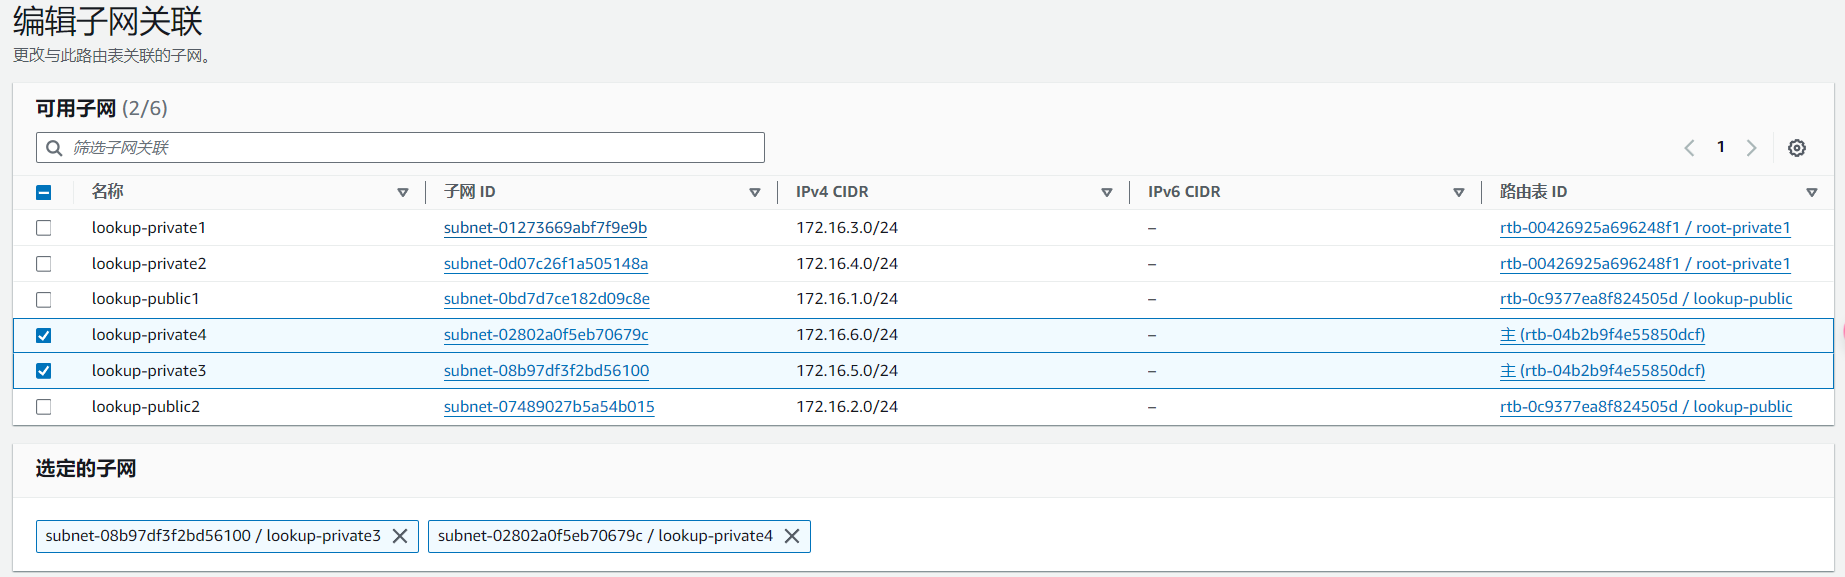 编辑子网关联
更改与此路由表关联的子网。
可用子网 (2/6)
筛选子网关联
1
名称 子网 ID IPv4 CIDR IPv6 CIDR 路由表 ID
lookup-private1 subnet-01273669abf7f9e9b 172.16.3.0/24 – rtb-00426925a696248f1 / root-private1
lookup-private2 subnet-0d07c26f1a505148a 172.16.4.0/24 – rtb-00426925a696248f1 / root-private1
lookup-public1 subnet-0bd7d7ce182d09c8e 172.16.1.0/24 – rtb-0c9377ea8f824505d / lookup-public
lookup-private4 subnet-02802a0f5eb70679c 172.16.6.0/24 – 主 (rtb-04b2b9f4e55850dcf)
lookup-private3 subnet-08b97df3f2bd56100 172.16.5.0/24 – 主 (rtb-04b2b9f4e55850dcf)
lookup-public2 subnet-07489027b5a54b015 172.16.2.0/24 – rtb-0c9377ea8f824505d / lookup-public
选定的子网
subnet-08b97df3f2bd56100 / lookup-private3 subnet-02802a0f5eb70679c / lookup-private4